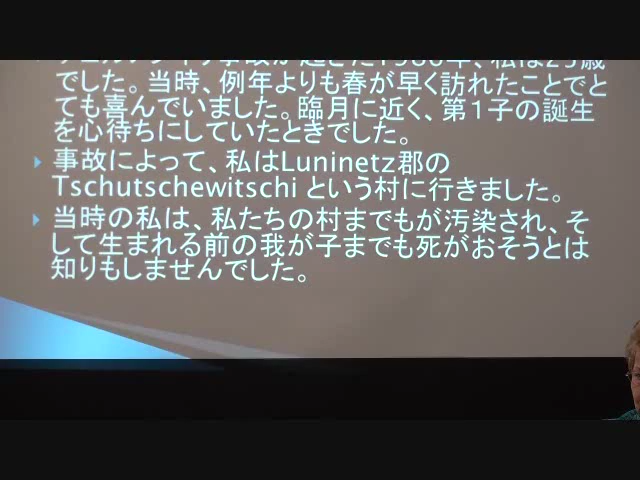 でした。当時、例年よりも春が早く訪れたことでと
ても喜んでいました。臨月に近く、第1子の誕生
を心待ちにしていたときでした。
事故によって、私はLuninetz郡の
Tschutschewitschi という村に行きました。
当時の私は、私たちの村までもが汚染され、そ
して生まれる前の我が子までも死がおそうとは
知りもしませんでした。